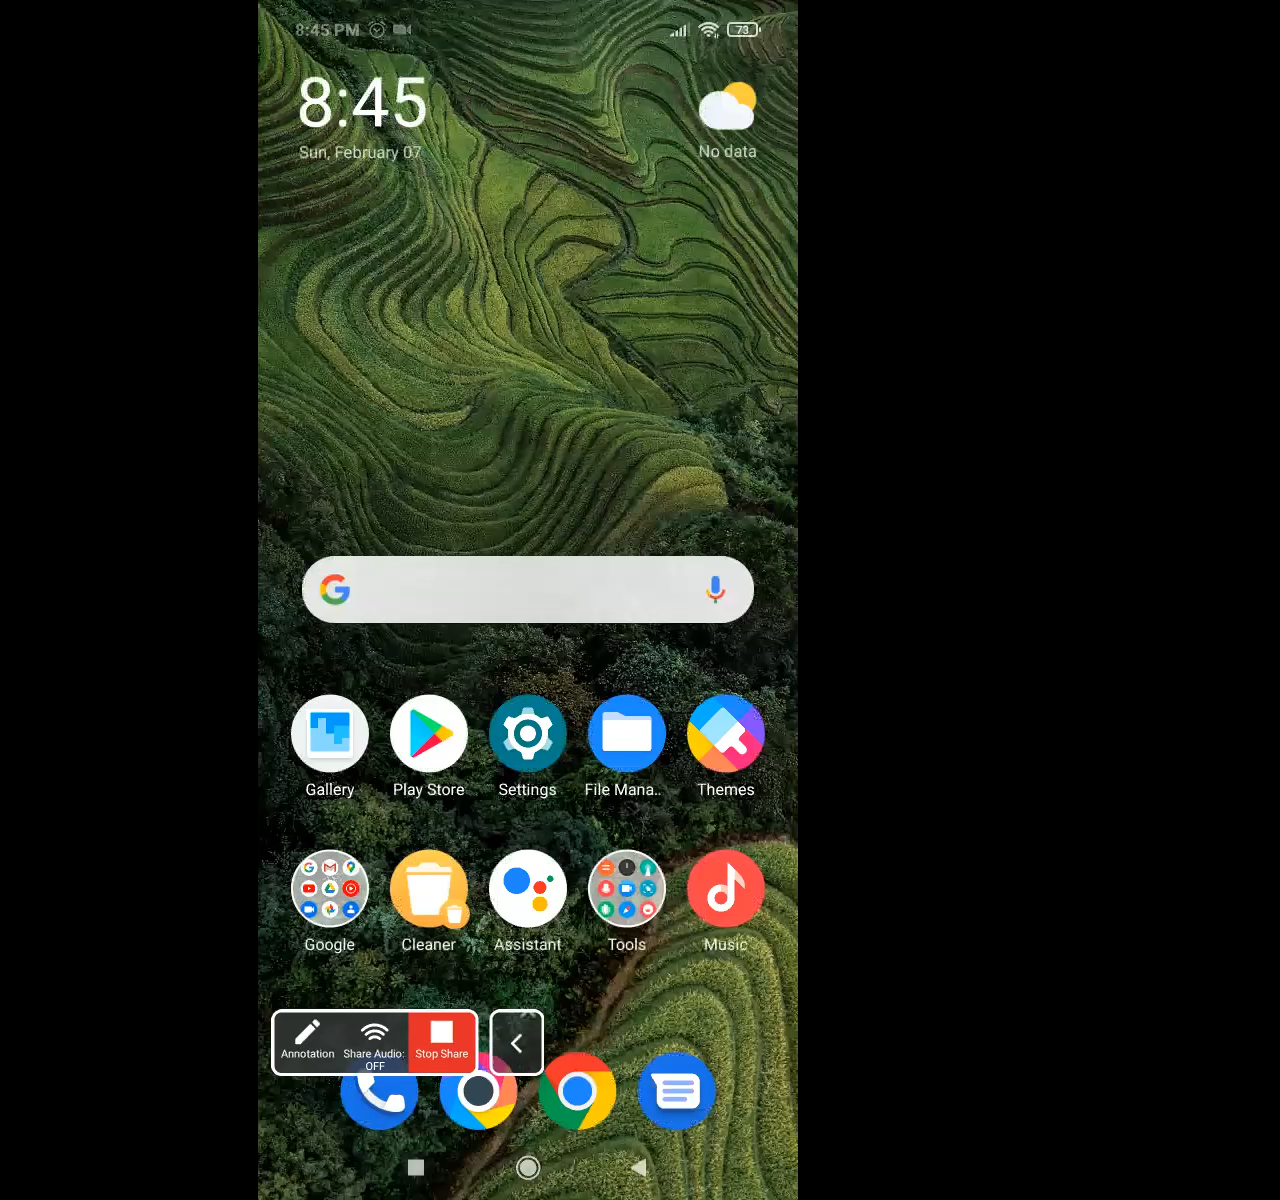 8:45 PM
73
8:45
Sun, February 07
No data
Gallery
Play Store
Settings
File Mana..
Themes
Google
Cleaner
Assistant
Tools
Music
Annotation
Share Audio:
OFF
Stop Share